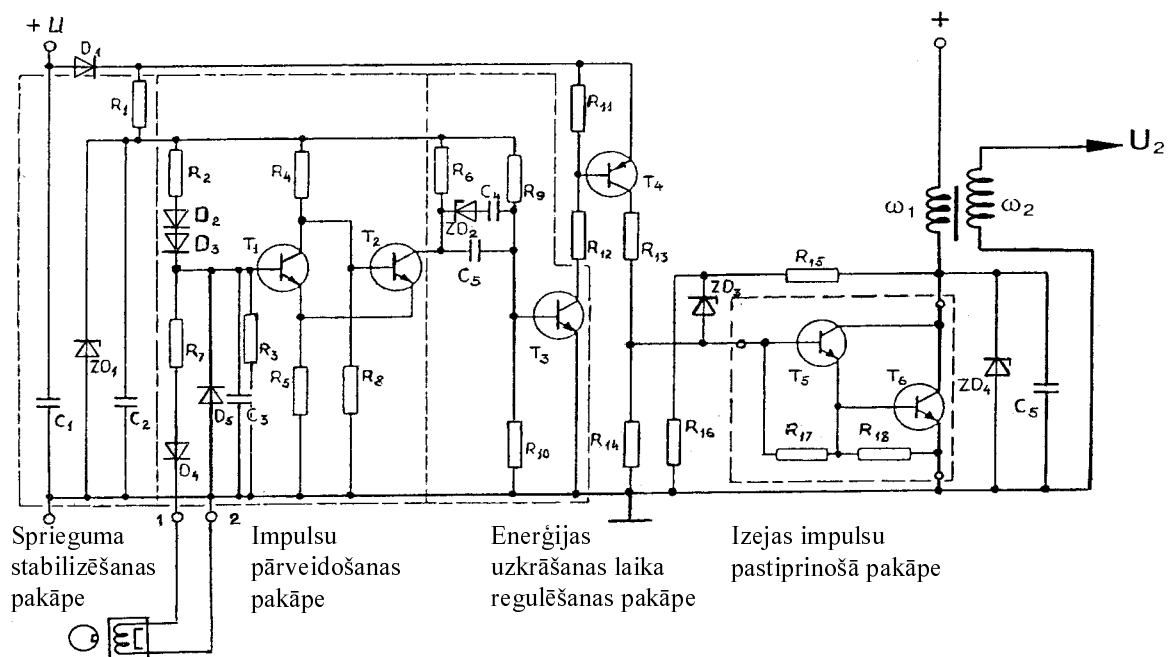 + U
D1
R1
R2
D2
D3
R4
T1
T2
R6
C4
ZD2
R9
C5
R11
T4
R12
R13
T3
R7
R3
D5
C3
R5
R8
ZD1
C1
C2
D4
R10
R14
+
U2
ω1
ω2
R15
ZD3
T5
T6
ZD4
C5
R16
R17
R18
1
2
Sprieguma
stabilizēšanas
pakāpe
Impulsu
pārveidošanas
pakāpe
Enerģijas
uzkrāšanas laika
regulēšanas pakāpe
Izejas impulsu
pastiprinošā pakāpe